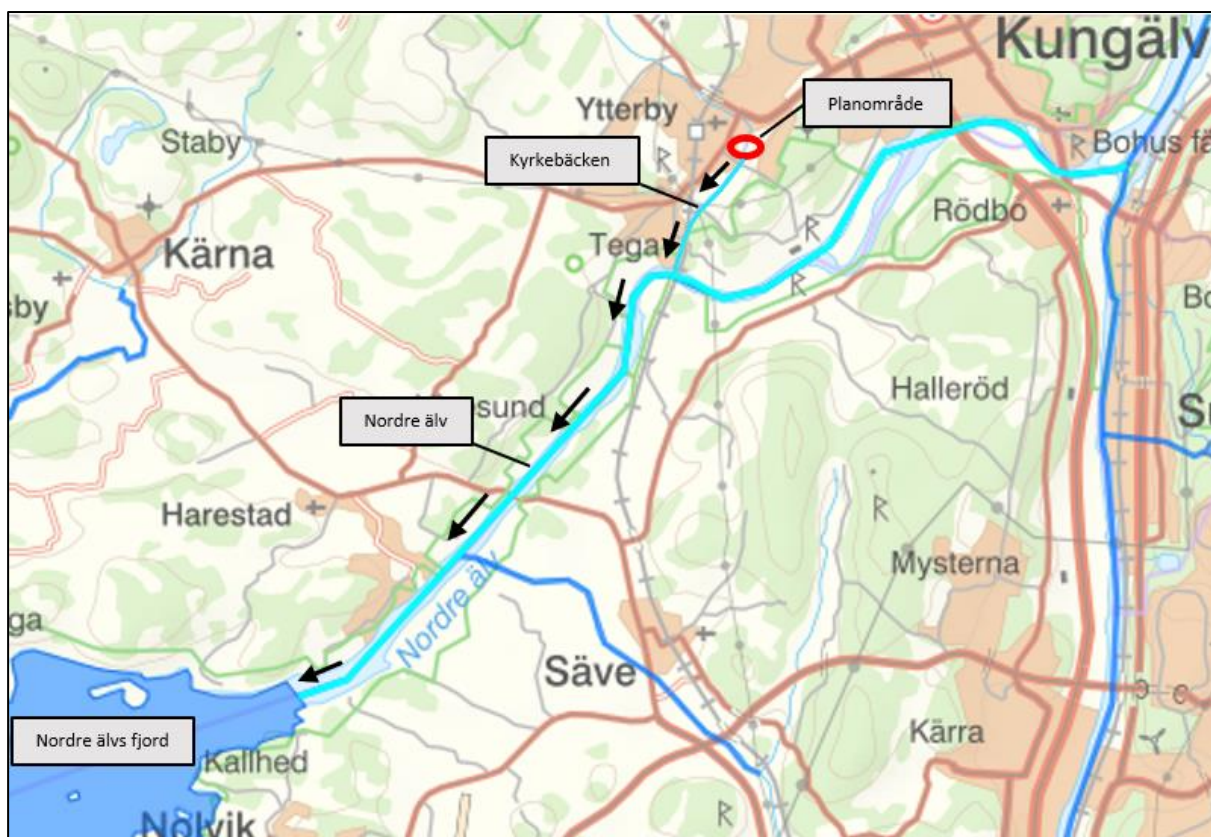 Kungälv
Planområde
Ytterby
Staby
Bohus fä
Kyrkebäcken
Rödbo
Tega
Kärna
sby
Bo
Halleröd
sund
Nordre älv
Harestad
Mysterna
Nordre älv
ga
Säve
Kärra
Nordre älvs fjord
Kallhed
Nolvik